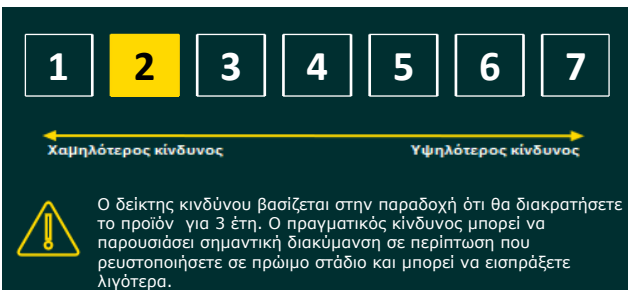 1 2 3 4 5 6 7
Χαμηλότερος κίνδυνος Υψηλότερος κίνδυνος
Ο δείκτης κινδύνου βασίζεται στην παραδοχή ότι θα διακρατήσετε
το προϊόν για 3 έτη. Ο πραγματικός κίνδυνος μπορεί να
παρουσιάσει σημαντική διακύμανση σε περίπτωση που
ρευστοποιήσετε σε πρώιμο στάδιο και μπορεί να εισπράξετε
λιγότερα.